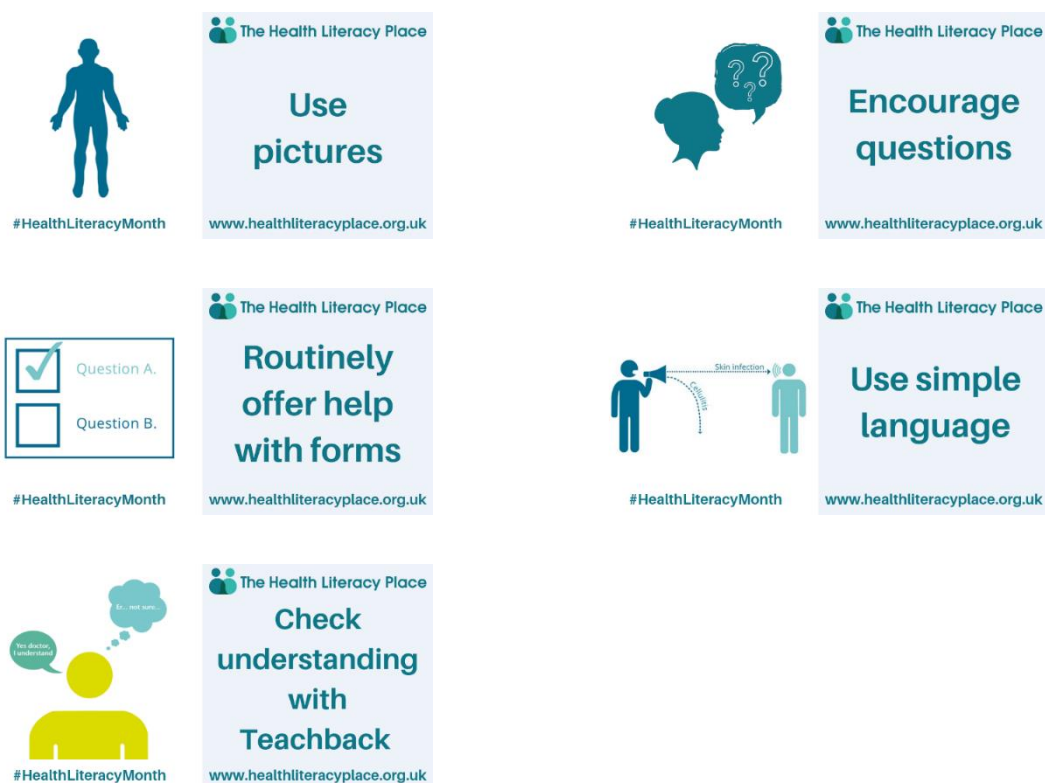 The Health Literacy Place
Use
pictures
#HealthLiteracyMonth
www.healthliteracyplace.org.uk
? ? ?
The Health Literacy Place
Encourage
questions
#HealthLiteracyMonth
www.healthliteracyplace.org.uk
Question A.
Question B.
The Health Literacy Place
Routinely
offer help
with forms
#HealthLiteracyMonth
www.healthliteracyplace.org.uk
Skin infection
Cellulitis
The Health Literacy Place
Use simple
language
#HealthLiteracyMonth
www.healthliteracyplace.org.uk
Er... not sure...
Yes doctor,
I understand
The Health Literacy Place
Check
understanding
with
Teachback
#HealthLiteracyMonth
www.healthliteracyplace.org.uk